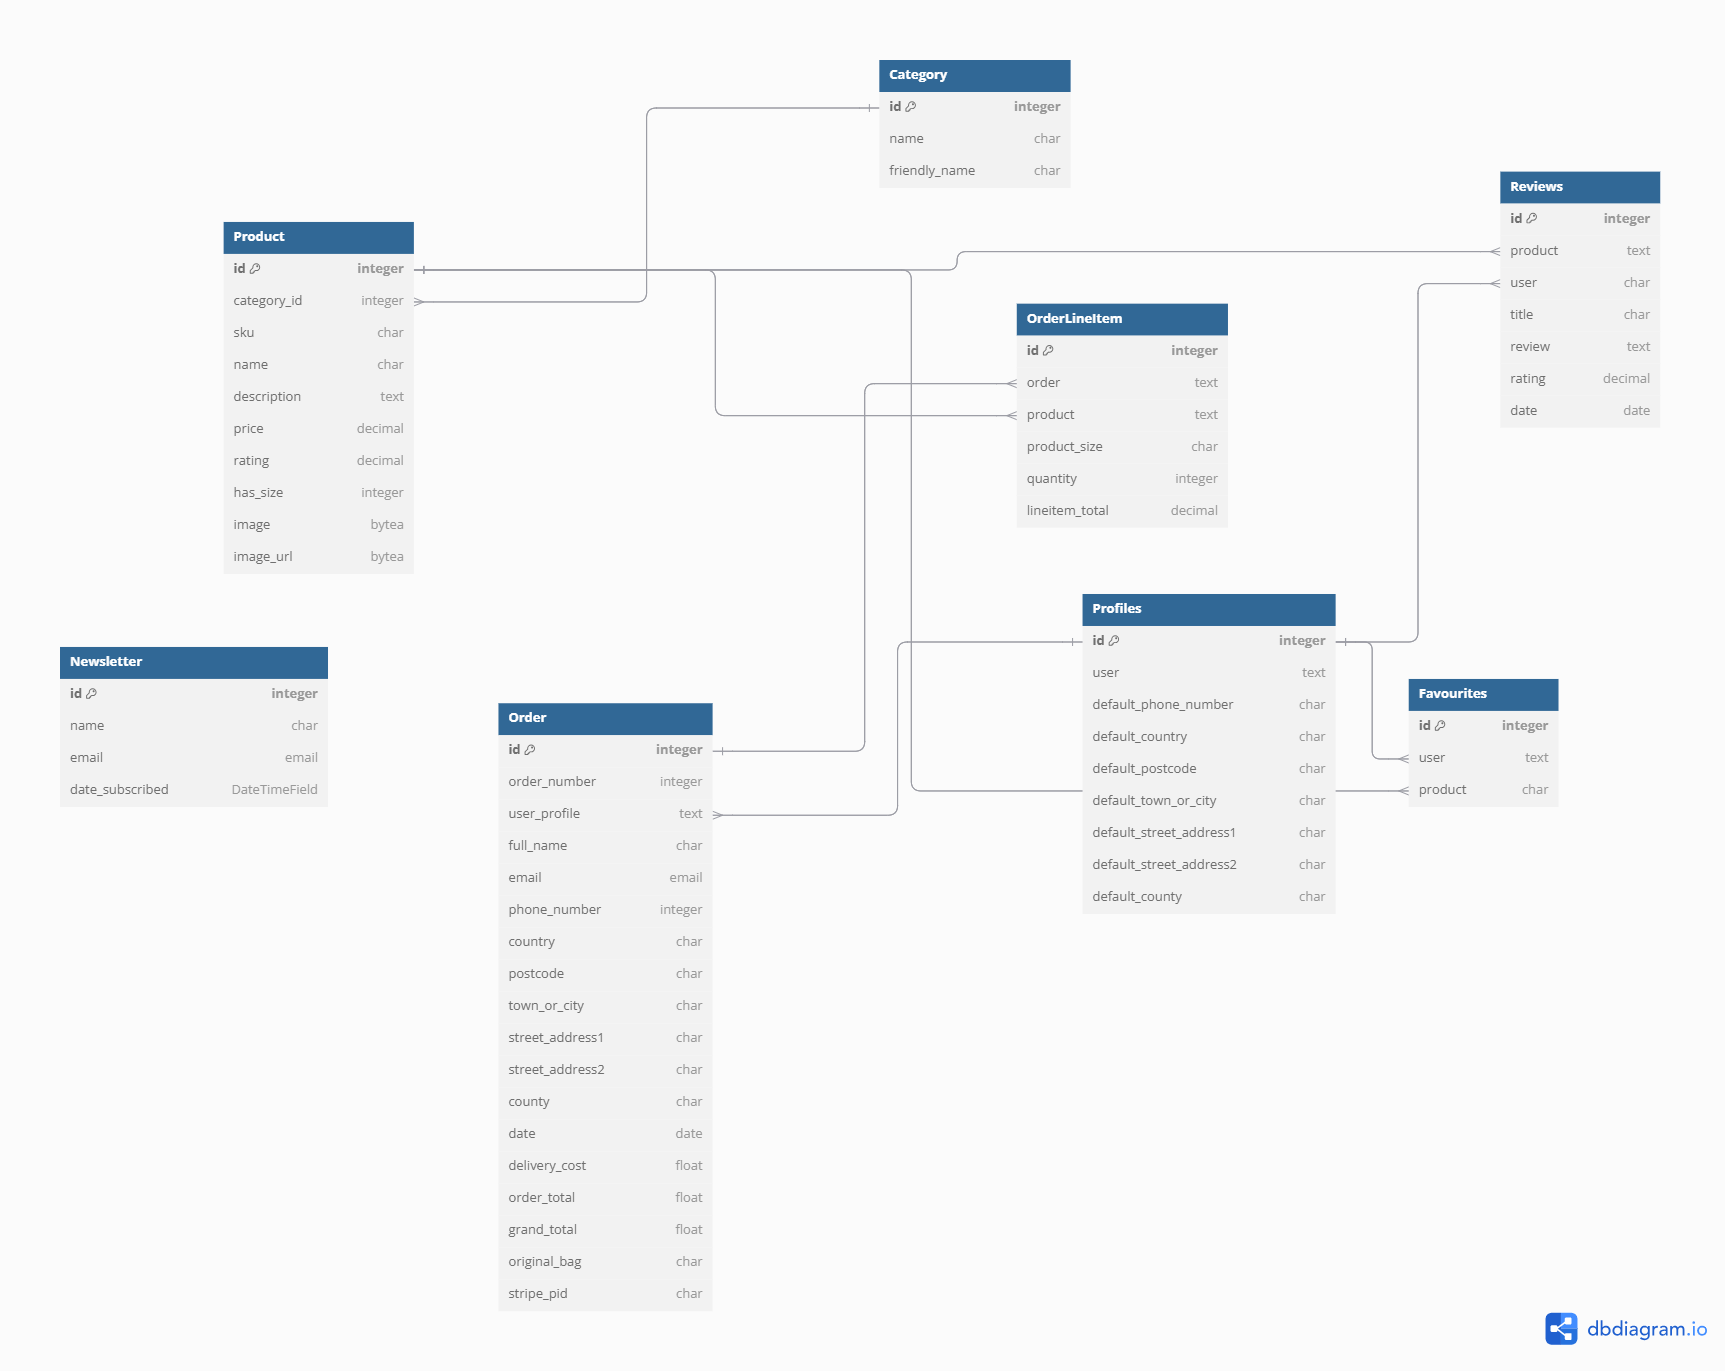 Category
id integer
name char
friendly_name char
Reviews
id integer
product text
user char
title char
review text
rating decimal
date date
Product
id integer
category_id integer
sku char
name char
description text
price decimal
rating decimal
has_size integer
image bytea
image_url bytea
OrderLineItem
id integer
order text
product text
product_size char
quantity integer
lineitem_total decimal
Profiles
id integer
user text
default_phone_number char
default_country char
default_postcode char
default_town_or_city char
default_street_address1 char
default_street_address2 char
default_county char
Newsletter
id integer
name char
email email
date_subscribed DateTimeField
Favourites
id integer
user text
product char
Order
id integer
order_number integer
user_profile text
full_name char
email email
phone_number integer
country char
postcode char
town_or_city char
street_address1 char
street_address2 char
county char
date date
delivery_cost float
order_total float
grand_total float
original_bag char
stripe_pid char
dbdiagram.io